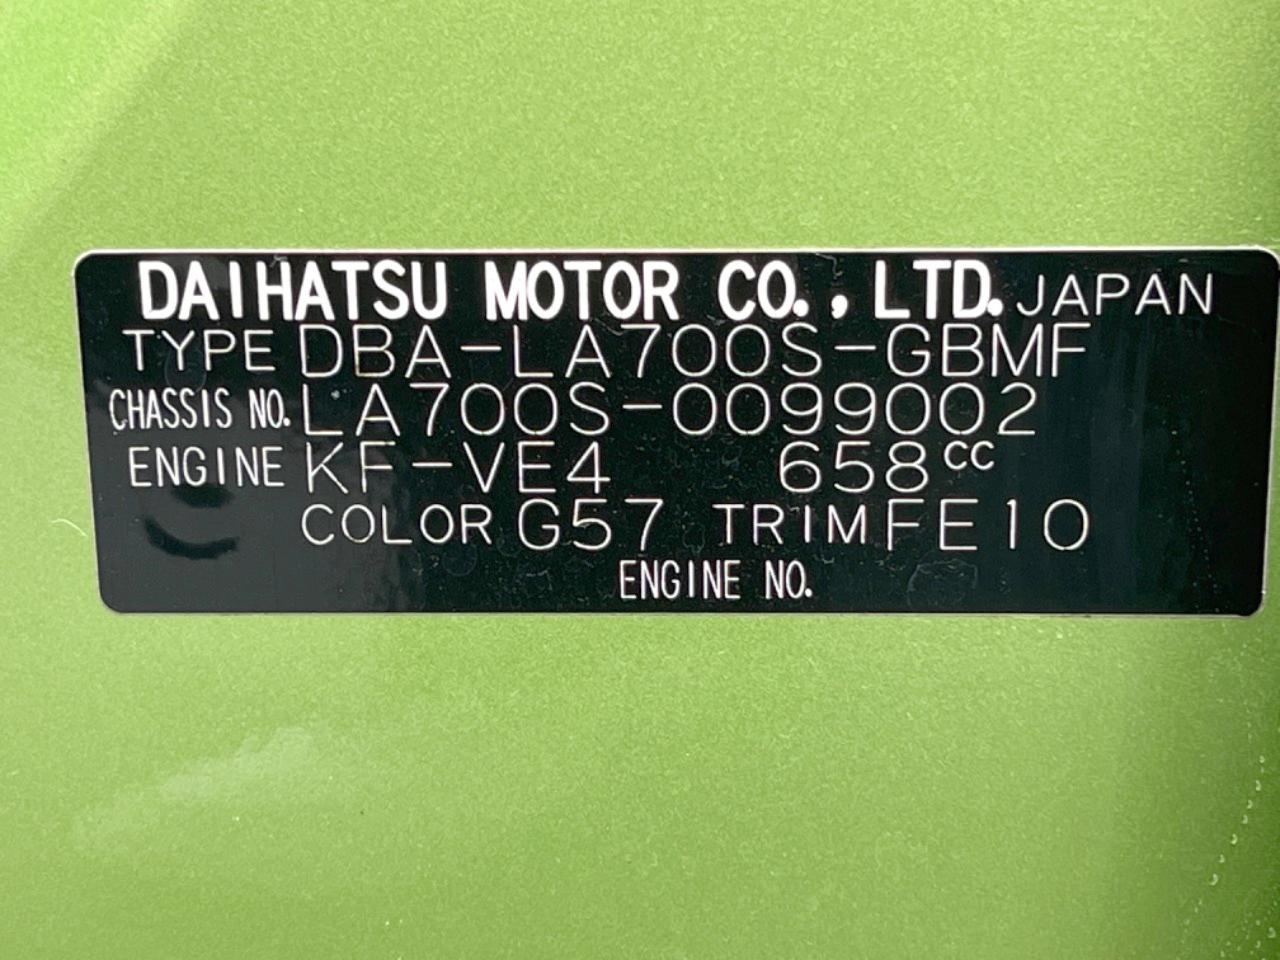 DAIHATSU MOTOR CO., LTD. JAPAN
TYPE DBA-LA700S-GBMF
CHASSIS NO. LA700S-0099002
ENGINE KF-VE4 658cc
COLOR G57 TRIM FE10
ENGINE NO.